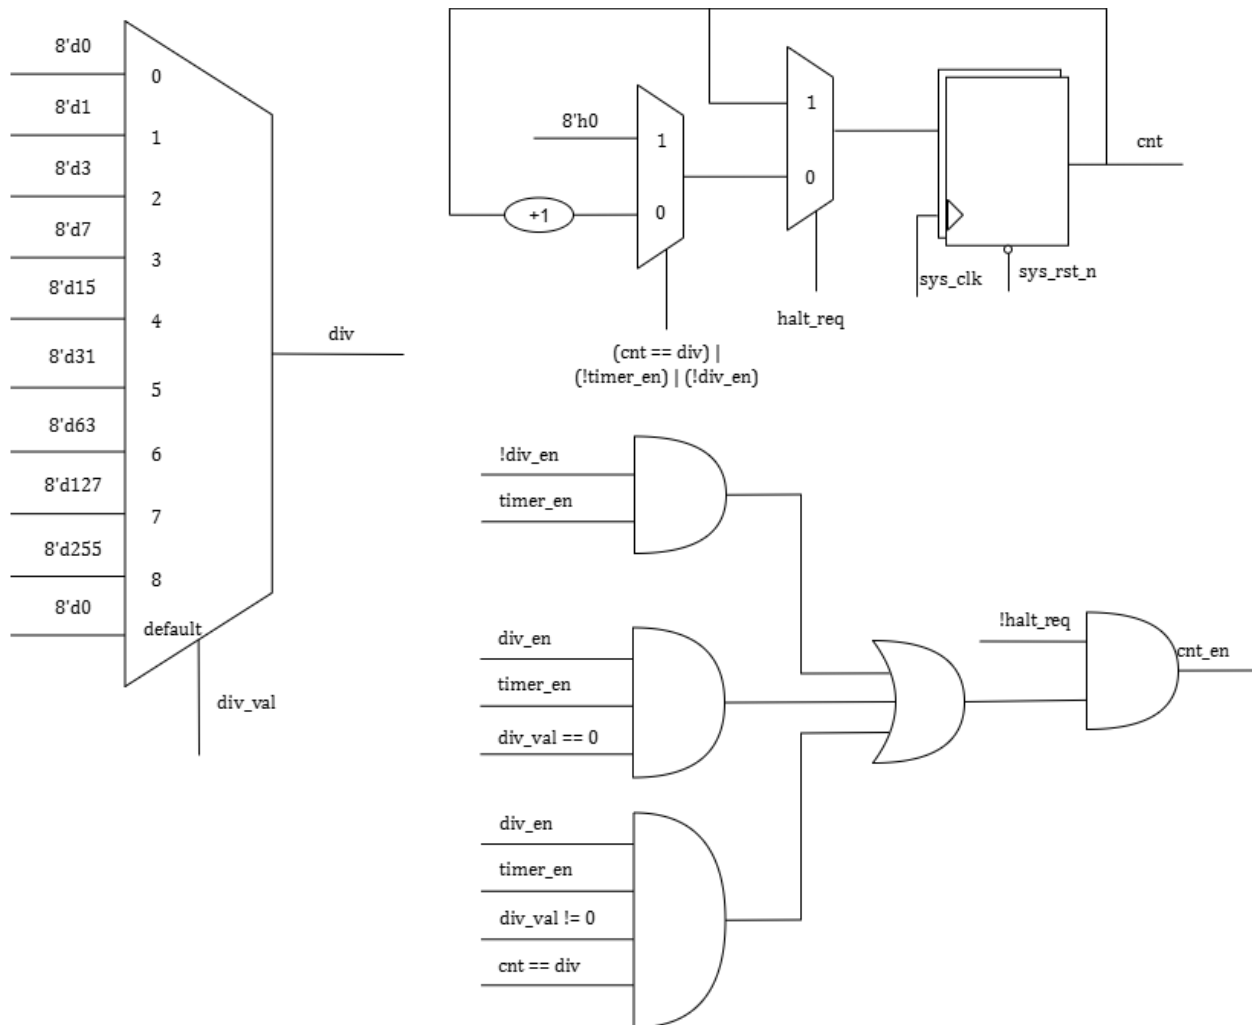 8'd0
0
8'd1
1
8'd3
2
8'd7
3
8'd15
4
8'd31
5
8'd63
6
8'd127
7
8'd255
8
8'd0
default
div
div_val
8'h0
1
0
+1
(cnt == div) |
(!timer_en) | (!div_en)
1
0
halt_req
cnt
sys_clk
sys_rst_n
!div_en
timer_en
div_en
timer_en
div_val == 0
div_en
timer_en
div_val != 0
cnt == div
!halt_req
cnt_en